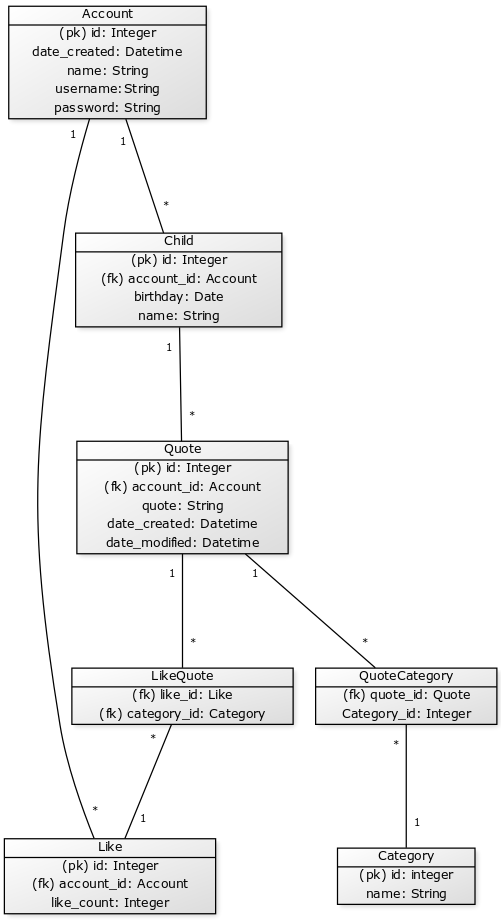 Account
(pk) id: Integer
date_created: Datetime
name: String
username:String
password: String
1
1
*
Child
(pk) id: Integer
(fk) account_id: Account
birthday: Date
name: String
1
*
Quote
(pk) id: Integer
(fk) account_id: Account
quote: String
date_created: Datetime
date_modified: Datetime
1
1
*
*
LikeQuote
(fk) like_id: Like
(fk) category_id: Category
QuoteCategory
(fk) quote_id: Quote
Category_id: Integer
*
*
*
1
1
Like
(pk) id: Integer
(fk) account_id: Account
like_count: Integer
Category
(pk) id: integer
name: String